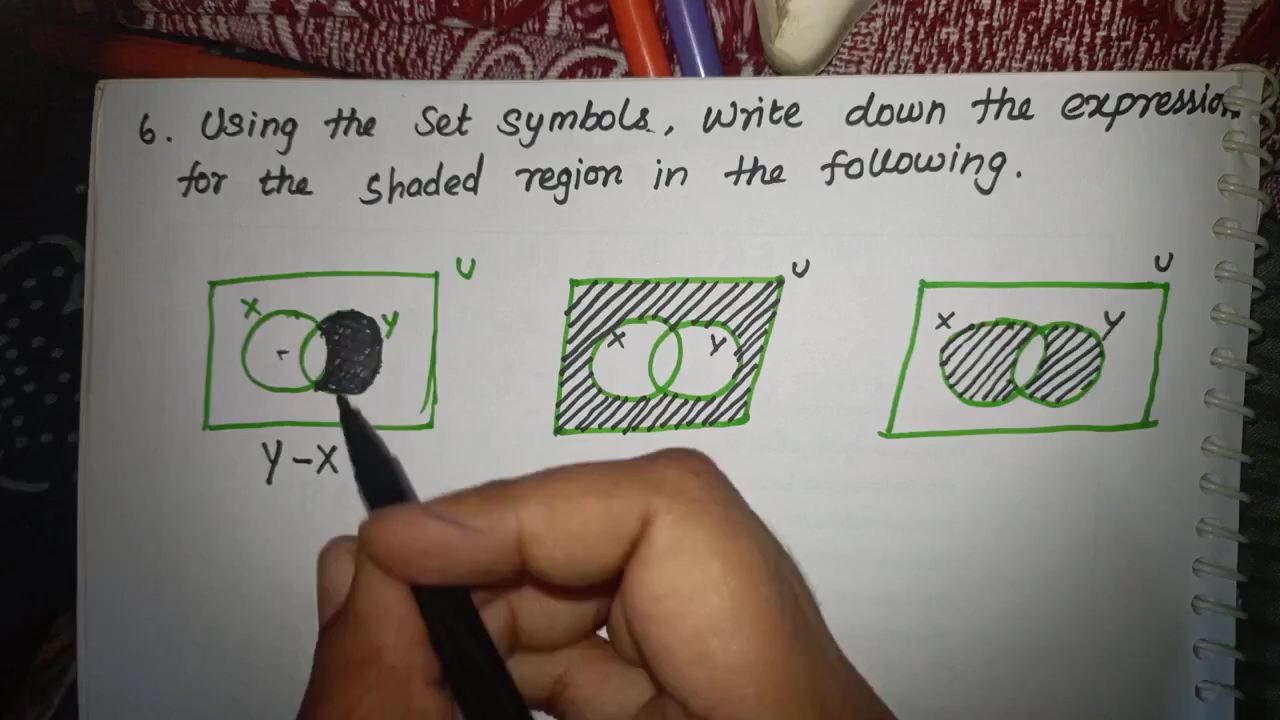 6. Using the Set symbols, Write down the expression
for the shaded region in the following.
U
X
Y
U
X
Y
U
X
Y
Y-X